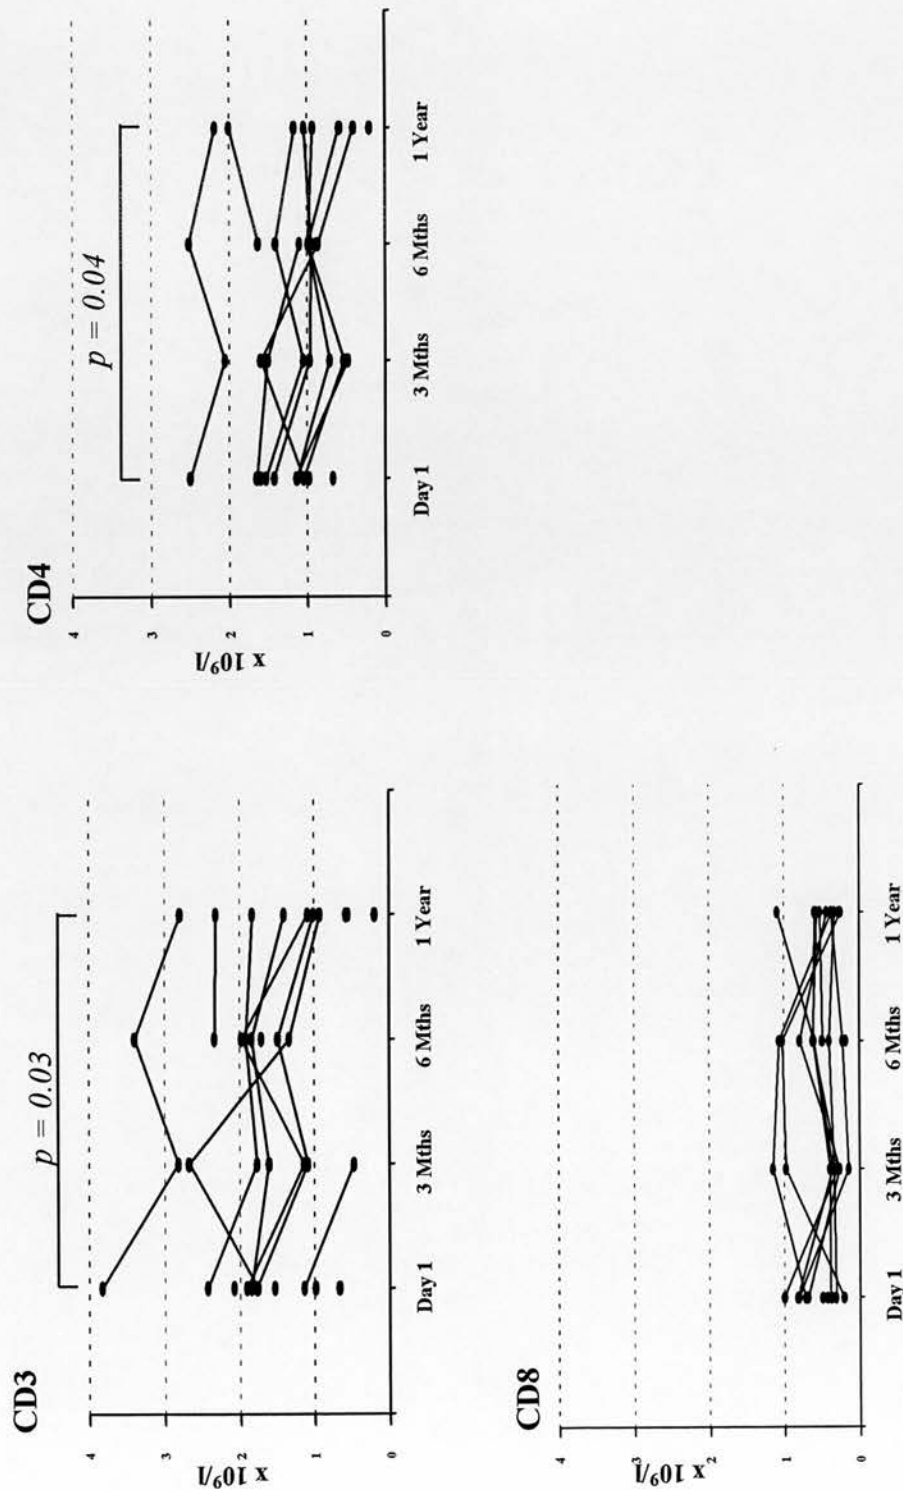 CD3
p = 0.03
4
3
2
1
0
x 10⁹/l
Day 1
3 Mths
6 Mths
1 Year
CD4
p = 0.04
4
3
2
1
0
x 10⁹/l
Day 1
3 Mths
6 Mths
1 Year
CD8
4
3
2
1
0
x 10⁹/l
Day 1
3 Mths
6 Mths
1 Year